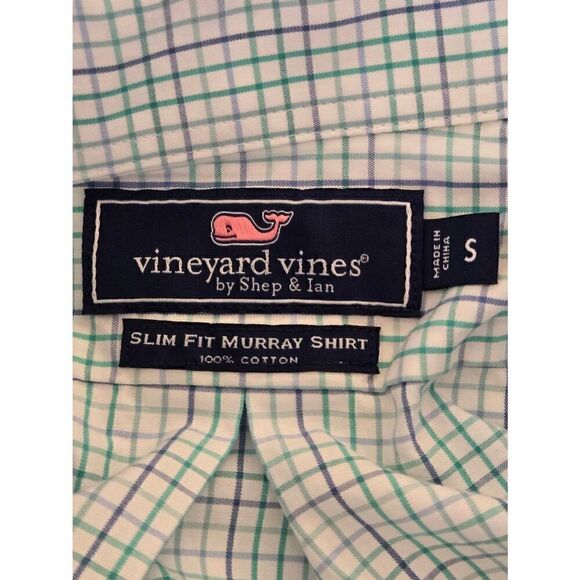 vineyard vines©
by Shep & Ian
MADE IN
CHINA
S
SLIM FIT MURRAY SHIRT
100% COTTON